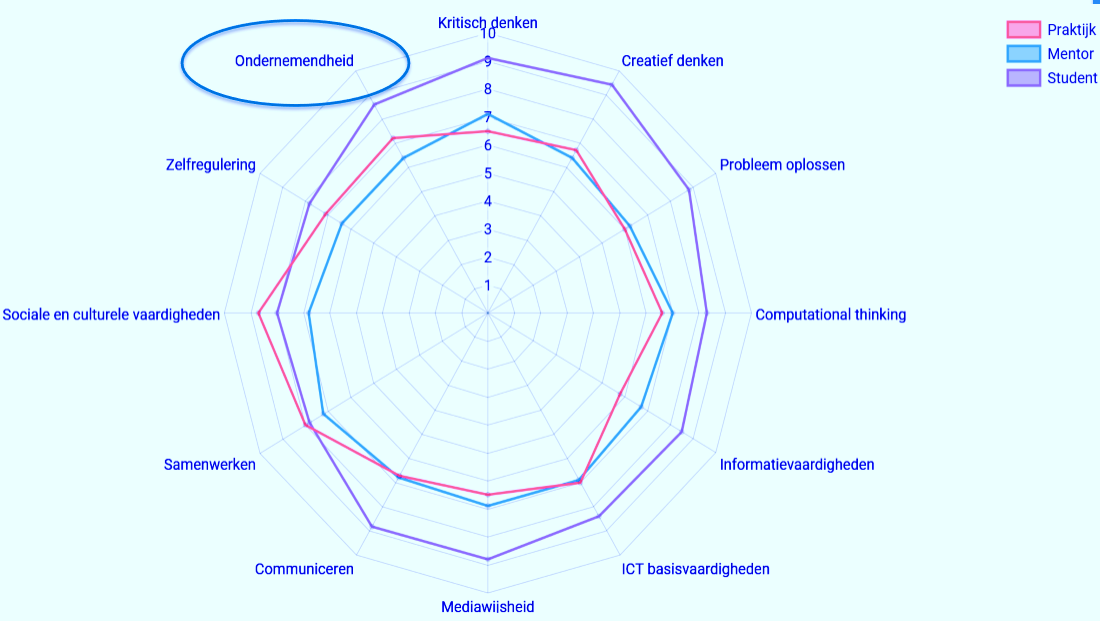 Kritisch denken
Ondernemendheid
Creatief denken
Zelfregulering
Probleem oplossen
Sociale en culturele vaardigheden
Computational thinking
Samenwerken
Informatievaardigheden
Communiceren
ICT basisvaardigheden
Mediawijsheid
10
9
8
7
6
5
4
3
2
1
Praktijk
Mentor
Student